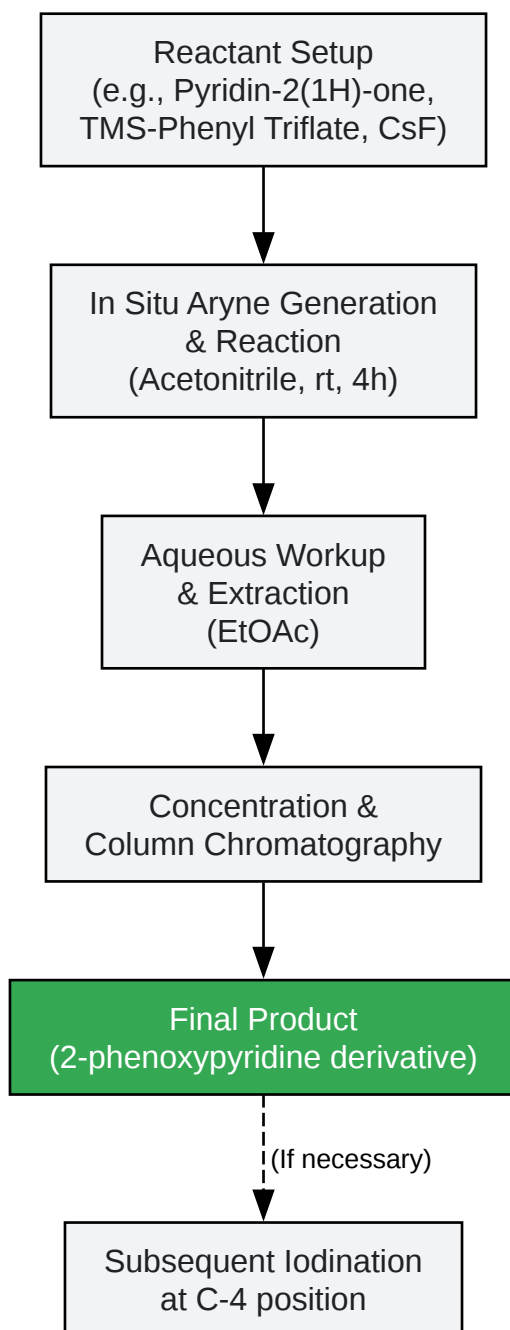 Reactant Setup
(e.g., Pyridin-2(1H)-one,
TMS-Phenyl Triflate, CsF)
In Situ Aryne Generation
& Reaction
(Acetonitrile, rt, 4h)
Aqueous Workup
& Extraction
(EtOAc)
Concentration &
Column Chromatography
Final Product
(2-phenoxypyridine derivative)
(If necessary)
Subsequent Iodination
at C-4 position